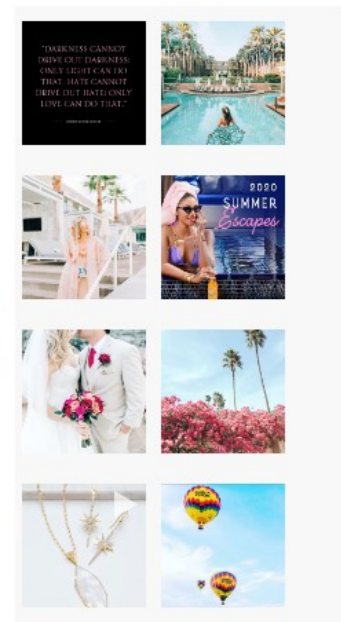 "DARKNESS CANNOT
DRIVE OUT DARKNESS:
ONLY LIGHT CAN DO
THAT. HATE CANNOT
DRIVE OUT HATE: ONLY
LOVE CAN DO THAT."
2020
SUMMER
Escapes